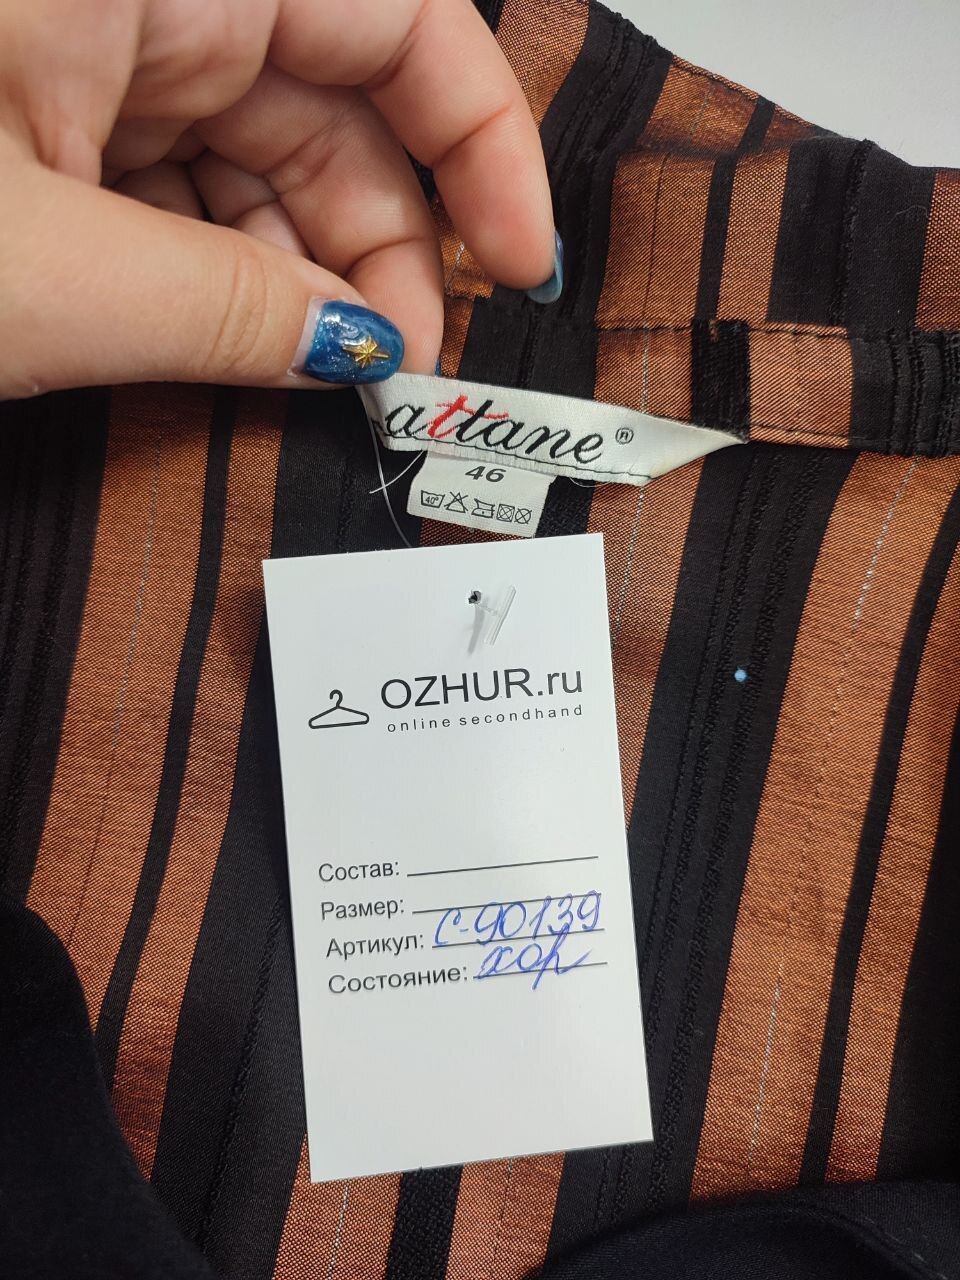 attane®
46
40°
OZHUR.ru
online secondhand
Состав:
Размер:
Артикул: С-90139
Состояние: хор